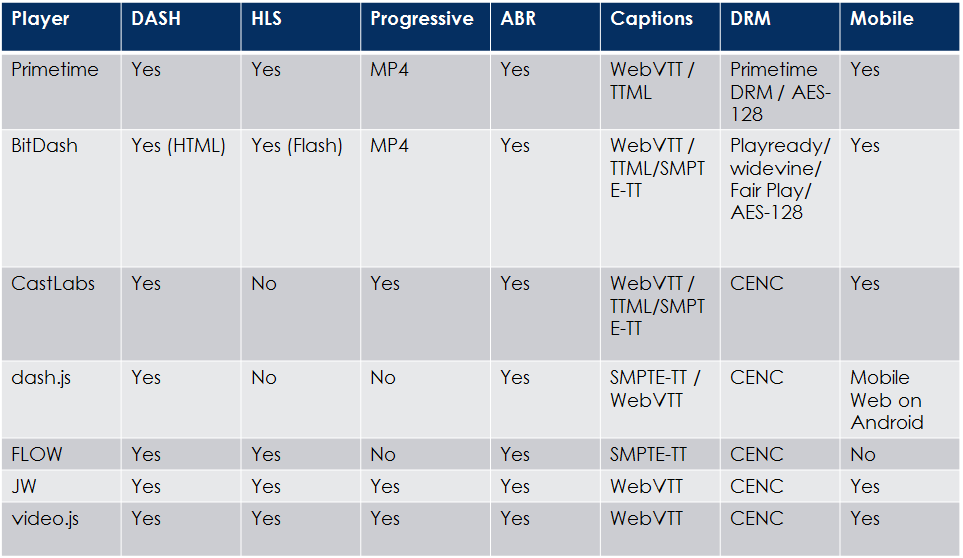 Player DASH HLS Progressive ABR Captions DRM Mobile
Primetime Yes Yes MP4 Yes WebVTT / Primetime Yes
TTML DRM / AES-
128
BitDash Yes (HTML) Yes (Flash) MP4 Yes WebVTT / Playready/ Yes
TTML/SMPT widevine/
E-TT Fair Play/
AES-128
CastLabs Yes No Yes Yes WebVTT / CENC Yes
TTML/SMPT
E-TT
dash.js Yes No No Yes SMPTE-TT / CENC Mobile
WebVTT Web on
Android
FLOW Yes Yes No Yes SMPTE-TT CENC No
JW Yes Yes Yes Yes WebVTT CENC Yes
video.js Yes Yes Yes Yes WebVTT CENC Yes